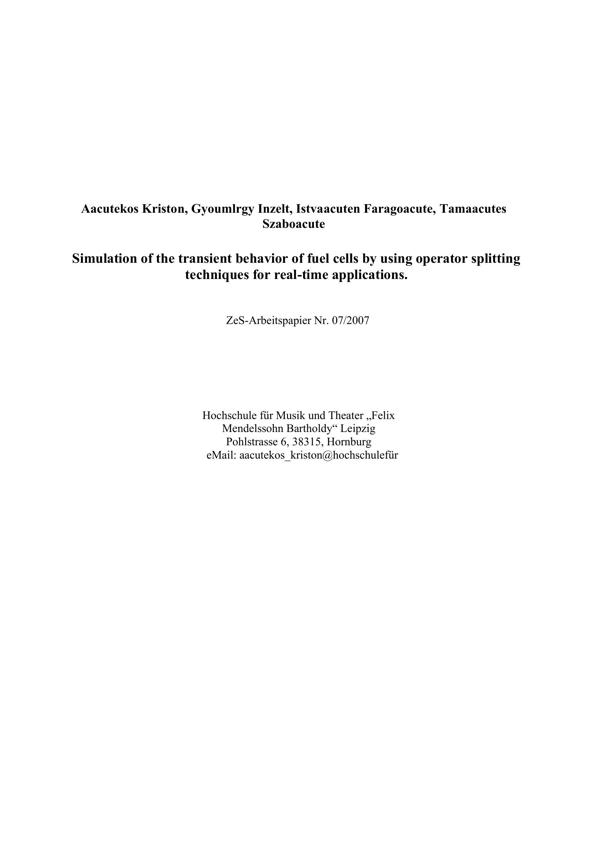 Aacutekos Kriston, Gyoumlrgy Inzelt, Istvaacuten Faragoacute, Tamaacutes
Szaboacute
Simulation of the transient behavior of fuel cells by using operator splitting
techniques for real-time applications.
ZeS-Arbeitspapier Nr. 07/2007
Hochschule für Musik und Theater „Felix
Mendelssohn Bartholdy“ Leipzig
Pohlstrasse 6, 38315, Hornburg
eMail: aacutekos_kriston@hochschulefür